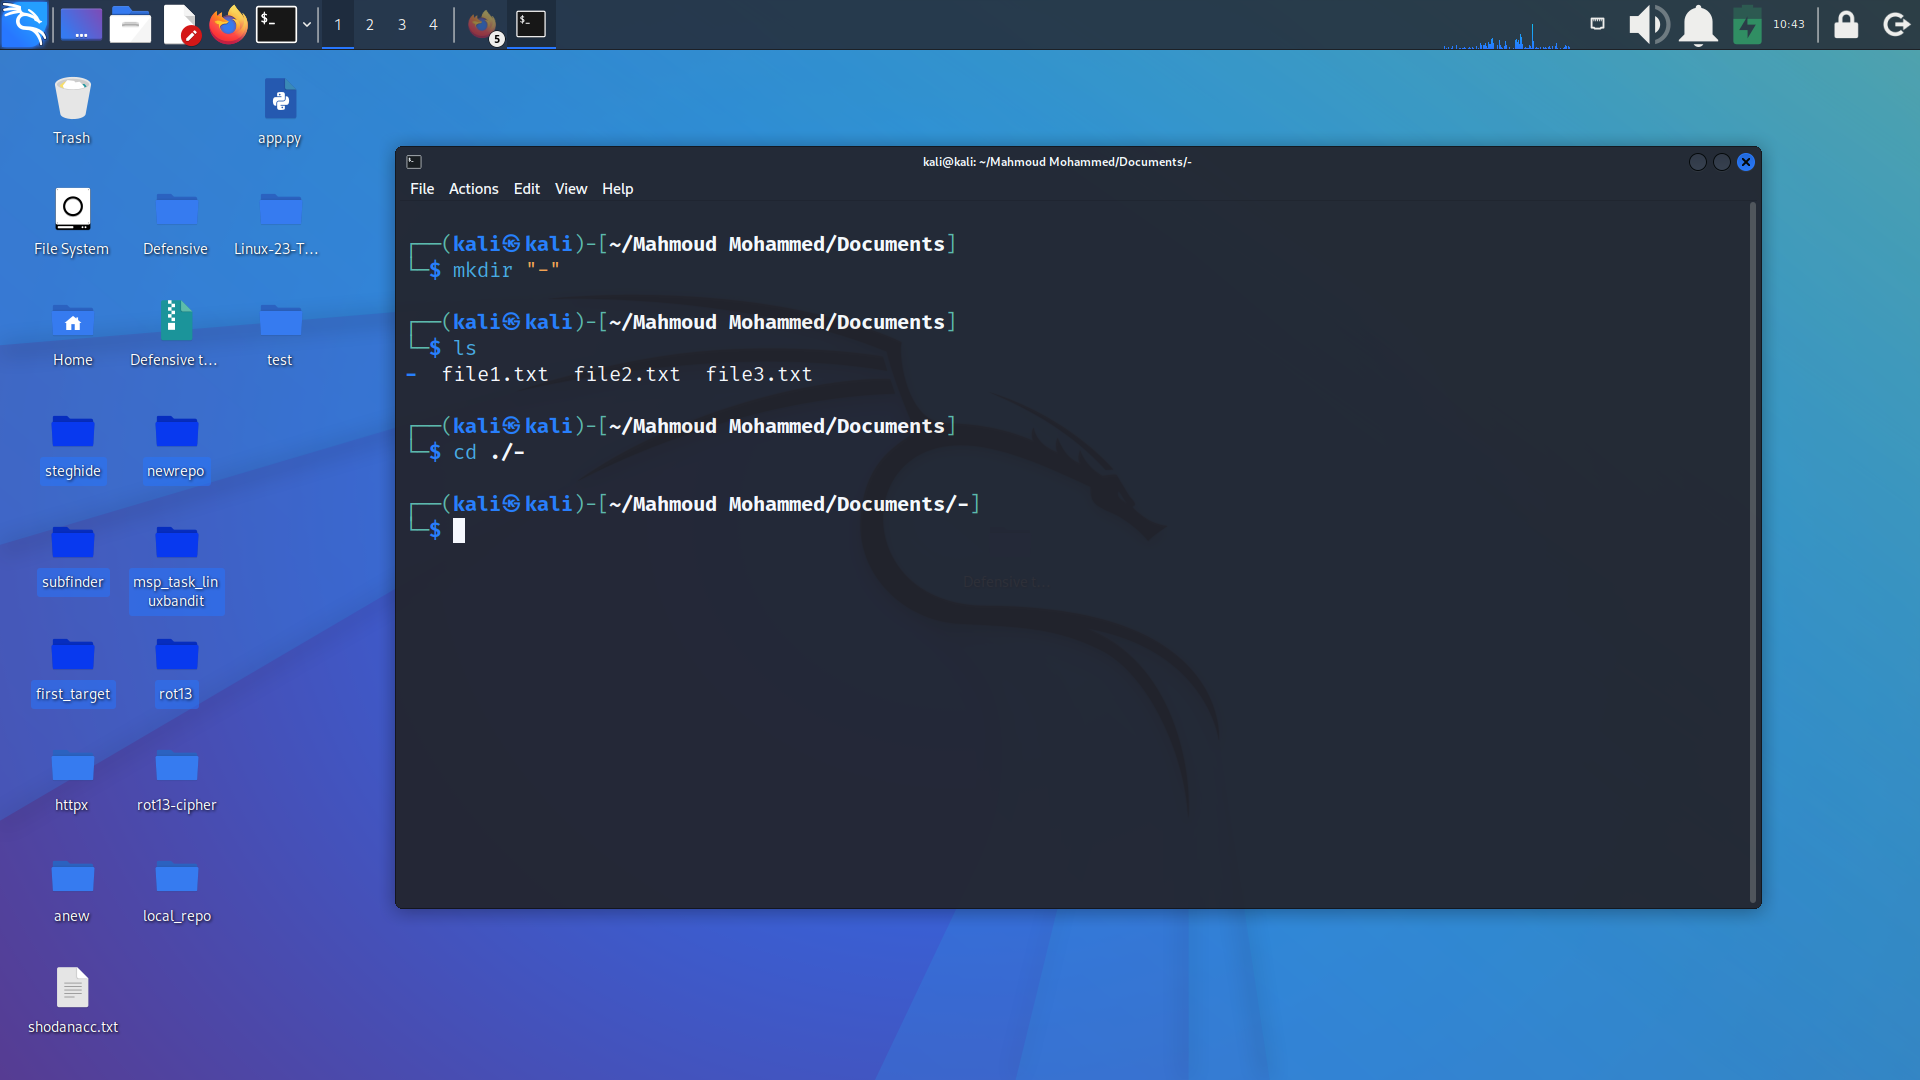 1 2 3 4
5
10:43
Trash
app.py
File System
Defensive
Linux-23-T...
Home
Defensive t...
test
steghide
newrepo
subfinder
msp_task_lin
uxbandit
first_target
rot13
httpx
rot13-cipher
anew
local_repo
shodanacc.txt
kali@kali: ~/Mahmoud Mohammed/Documents/-
File Actions Edit View Help
┌──(kali㉿kali)-[~/Mahmoud Mohammed/Documents]
└─$ mkdir "-"
┌──(kali㉿kali)-[~/Mahmoud Mohammed/Documents]
└─$ ls
- file1.txt file2.txt file3.txt
┌──(kali㉿kali)-[~/Mahmoud Mohammed/Documents]
└─$ cd ./-
┌──(kali㉿kali)-[~/Mahmoud Mohammed/Documents/-]
└─$
Defensive t...